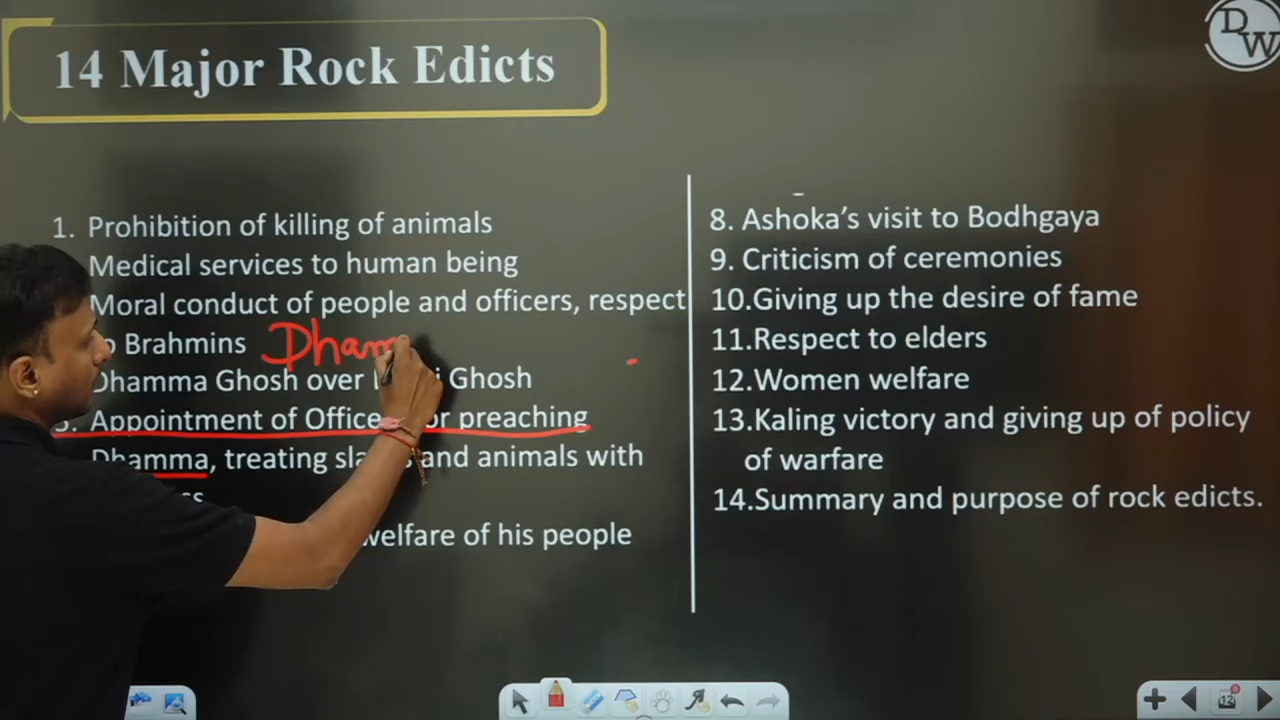 14 Major Rock Edicts
DW
1. Prohibition of killing of animals
Medical services to human being
Moral conduct of people and officers, respect
Brahmins Dham
Dhamma Ghosh over Ghosh
Appointment of preaching
Dhamma, treating and animals with
welfare of his people
8. Ashoka's visit to Bodhgaya
9. Criticism of ceremonies
10.Giving up the desire of fame
11.Respect to elders
12.Women welfare
13.Kaling victory and giving up of policy
of warfare
14.Summary and purpose of rock edicts.
12